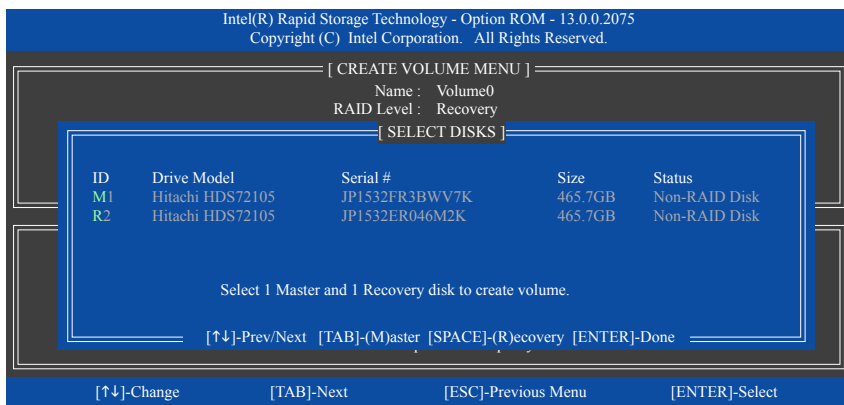 Intel(R) Rapid Storage Technology - Option ROM - 13.0.0.2075
Copyright (C) Intel Corporation. All Rights Reserved.
[ CREATE VOLUME MENU ]
Name : Volume0
RAID Level : Recovery
[ SELECT DISKS ]
ID Drive Model Serial # Size Status
M1 Hitachi HDS72105 JP1532FR3BWV7K 465.7GB Non-RAID Disk
R2 Hitachi HDS72105 JP1532ER046M2K 465.7GB Non-RAID Disk
Select 1 Master and 1 Recovery disk to create volume.
[↑↓]-Prev/Next [TAB]-(M)aster [SPACE]-(R)ecovery [ENTER]-Done
[↑↓]-Change [TAB]-Next [ESC]-Previous Menu [ENTER]-Select